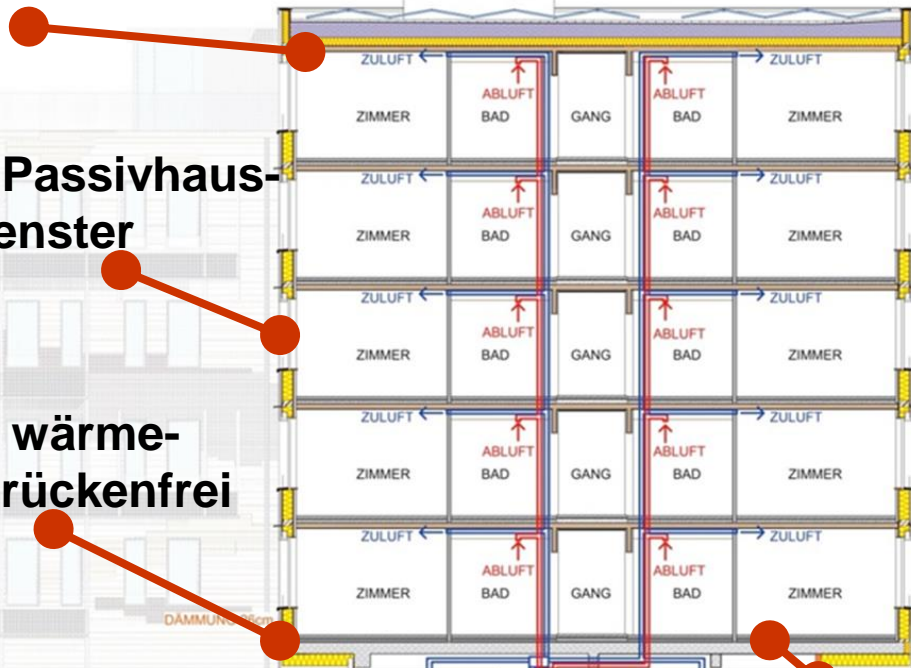 ZULUFT ZULUFT
ABLUFT ABLUFT
ZIMMER BAD GANG BAD ZIMMER
Passivhaus-
enster
ZULUFT ZULUFT
ABLUFT ABLUFT
ZIMMER BAD GANG BAD ZIMMER
ZULUFT ZULUFT
ABLUFT ABLUFT
ZIMMER BAD GANG BAD ZIMMER
wärme-
rückenfrei
ZULUFT ZULUFT
ABLUFT ABLUFT
ZIMMER BAD GANG BAD ZIMMER
ZULUFT ZULUFT
ABLUFT ABLUFT
ZIMMER BAD GANG BAD ZIMMER
DÄMMUNG